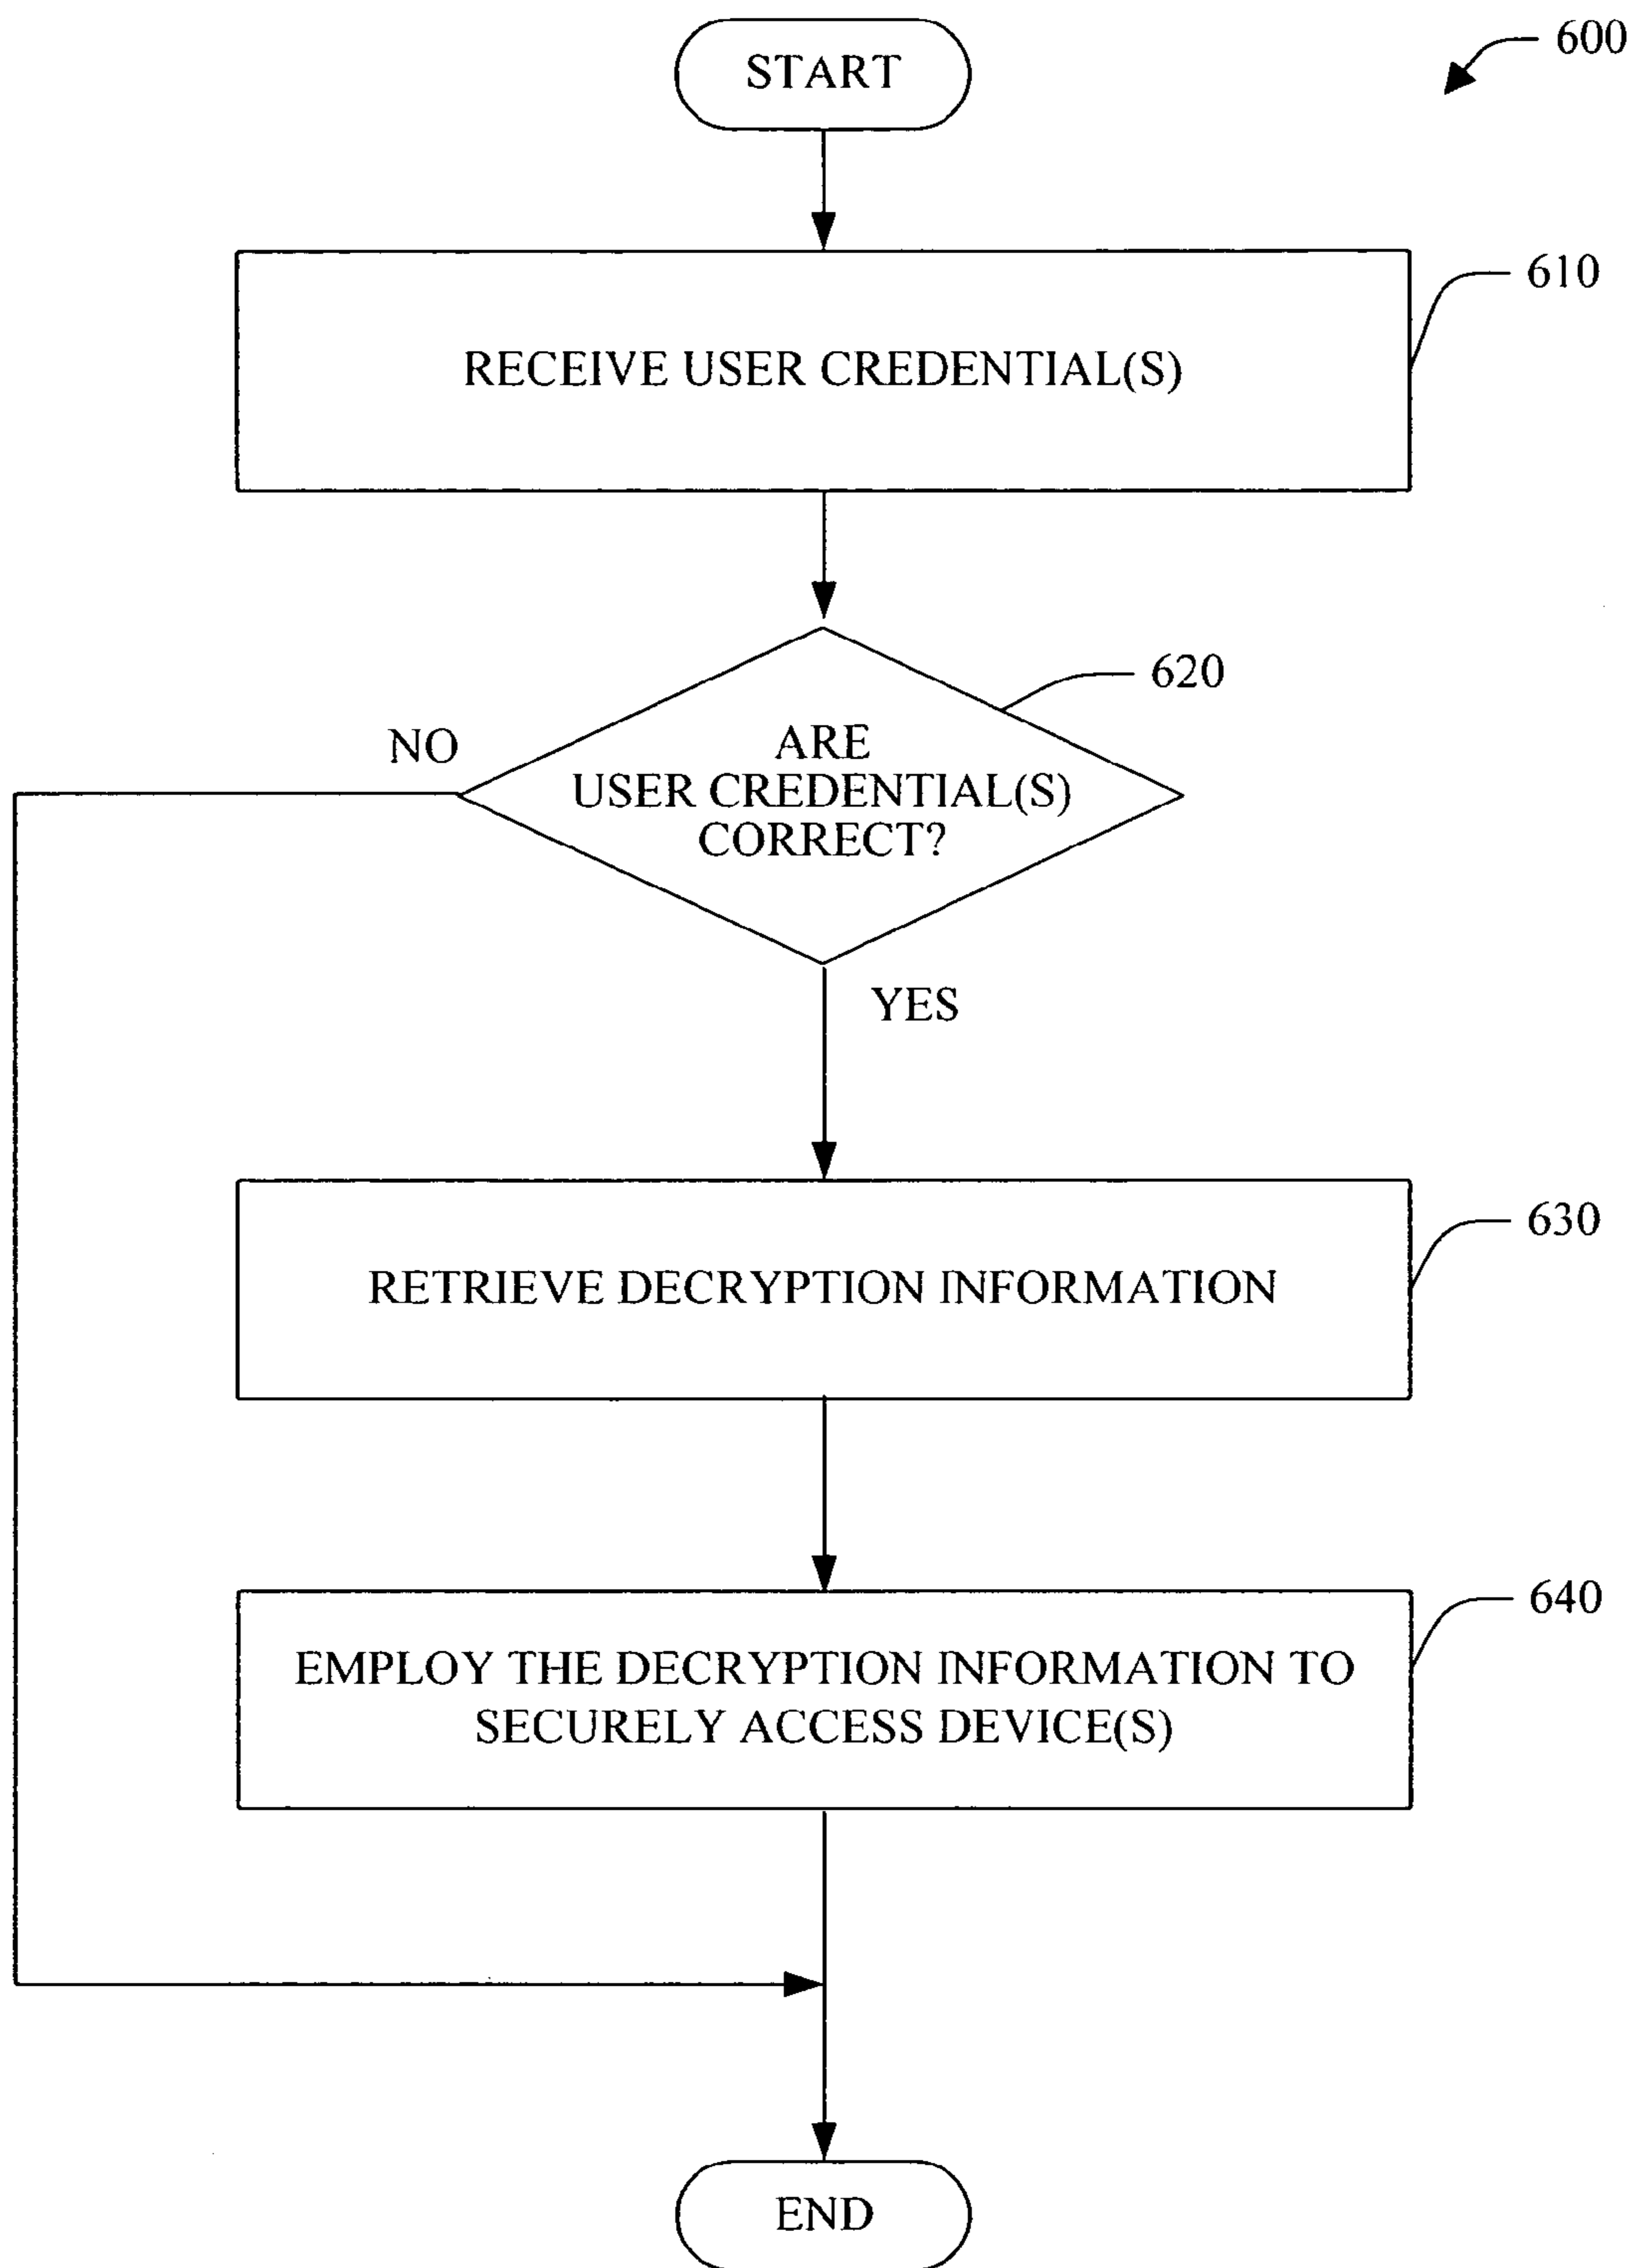 START
600
RECEIVE USER CREDENTIAL(S)
610
620
NO
ARE
USER CREDENTIAL(S)
CORRECT?
YES
RETRIEVE DECRYPTION INFORMATION
630
EMPLOY THE DECRYPTION INFORMATION TO
SECURELY ACCESS DEVICE(S)
640
END